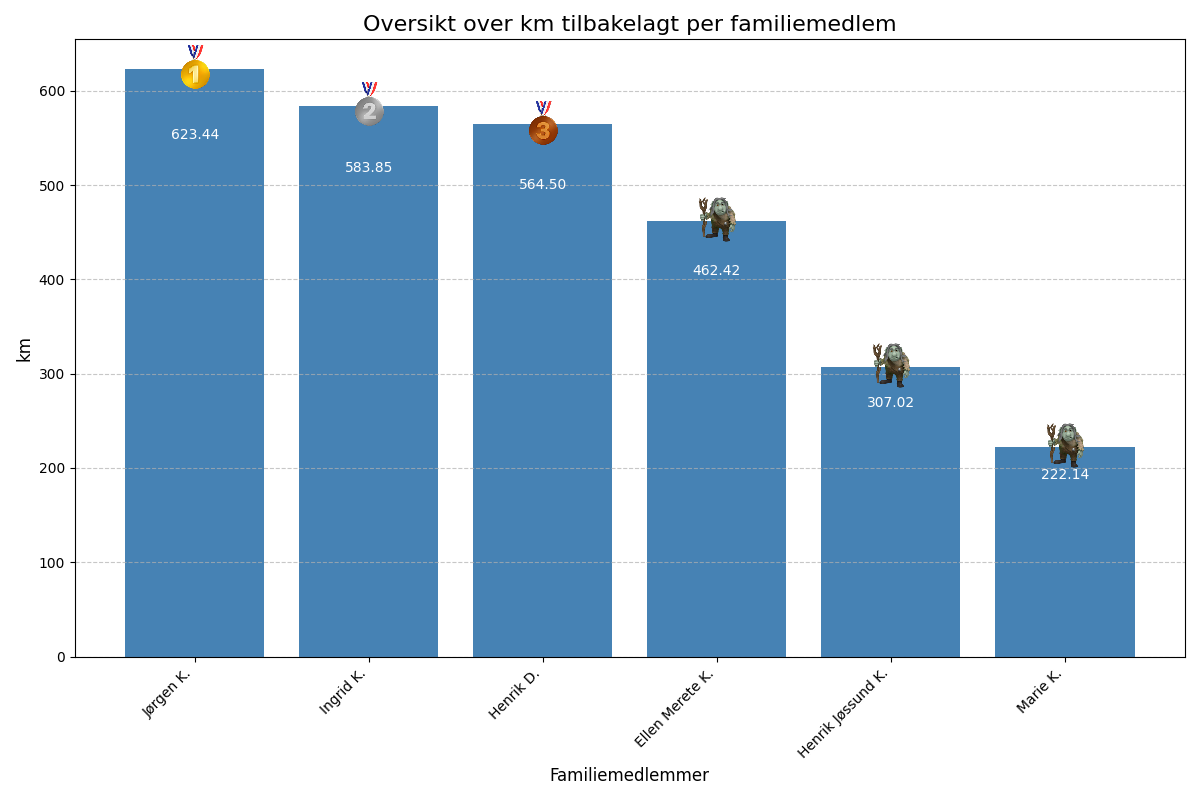 Oversikt over km tilbakelagt per familiemedlem
km
600
500
400
300
200
100
0
1
2
3
623.44
583.85
564.50
462.42
307.02
222.14
Jørgen K.
Ingrid K.
Henrik D.
Ellen Merete K.
Henrik Jøssund K.
Marie K.
Familiemedlemmer